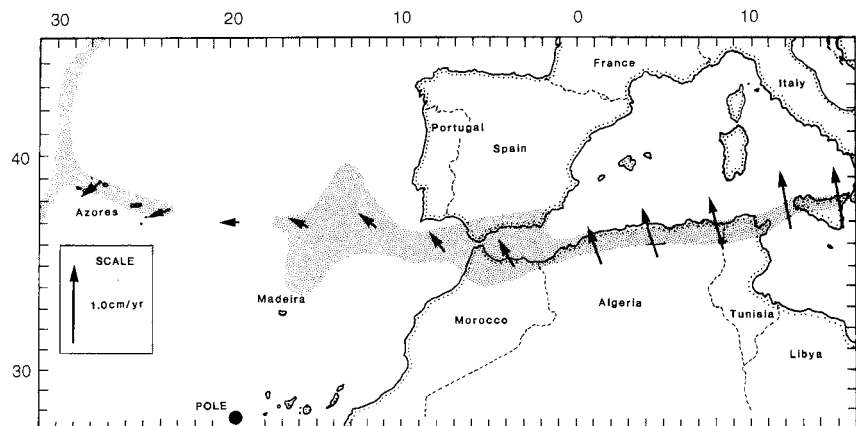 30 20 10 0 10
France
Italy
Portugal
Spain
40
Azores
SCALE
1.0cm/yr
Madeira
Morocco
Algeria
Tunisia
Libya
30
POLE